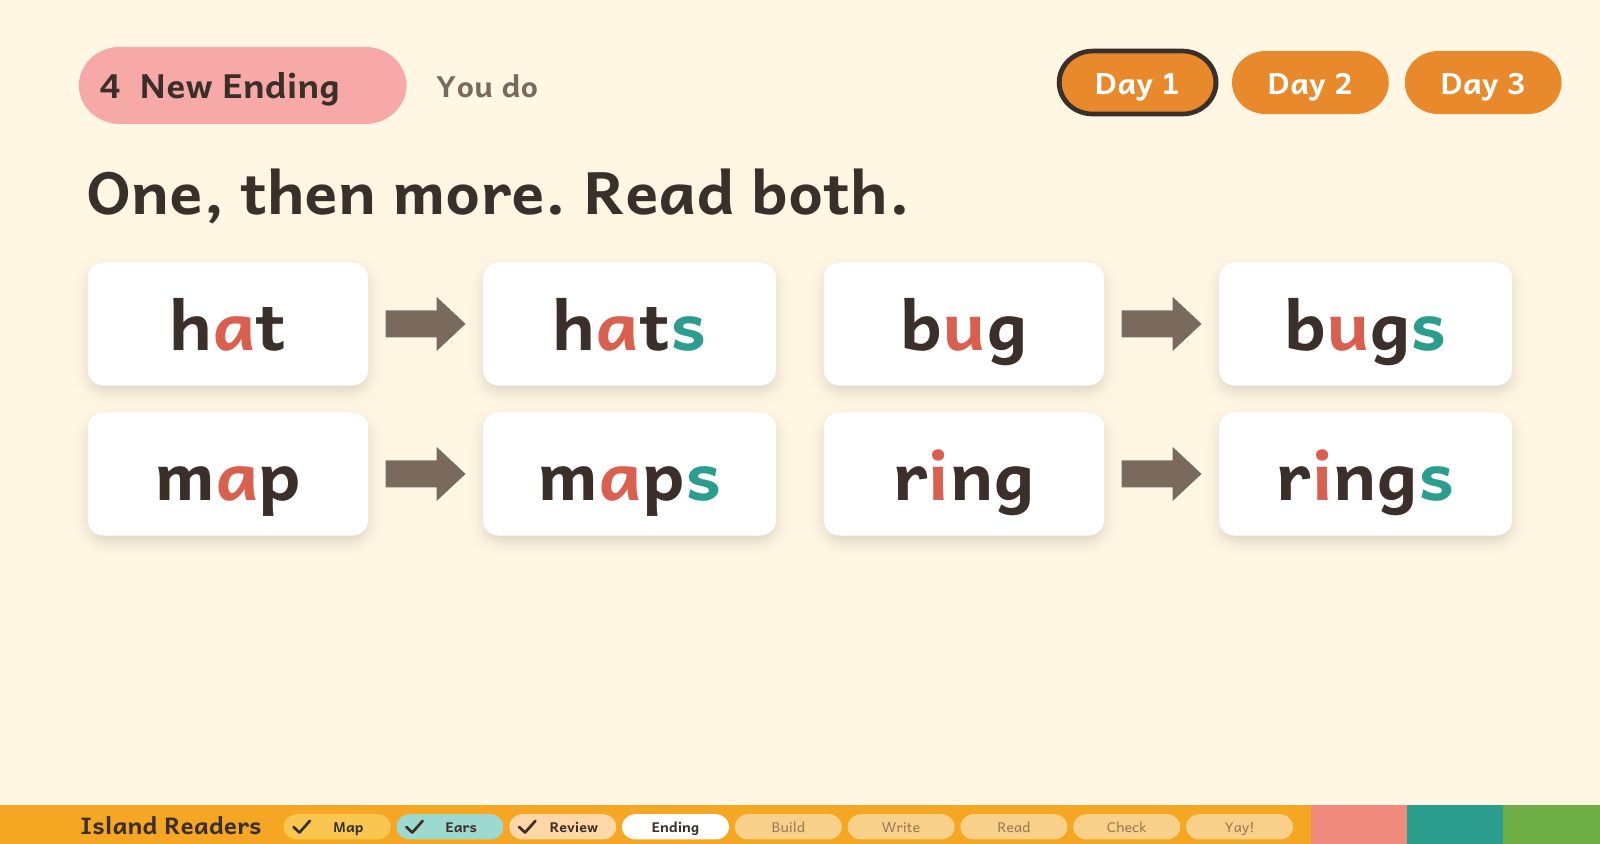 4 New Ending You do Day 1 Day 2 Day 3
One, then more. Read both.
hat hats bug bugs
map maps ring rings
Island Readers Map Ears Review Ending Build Write Read Check Yay!